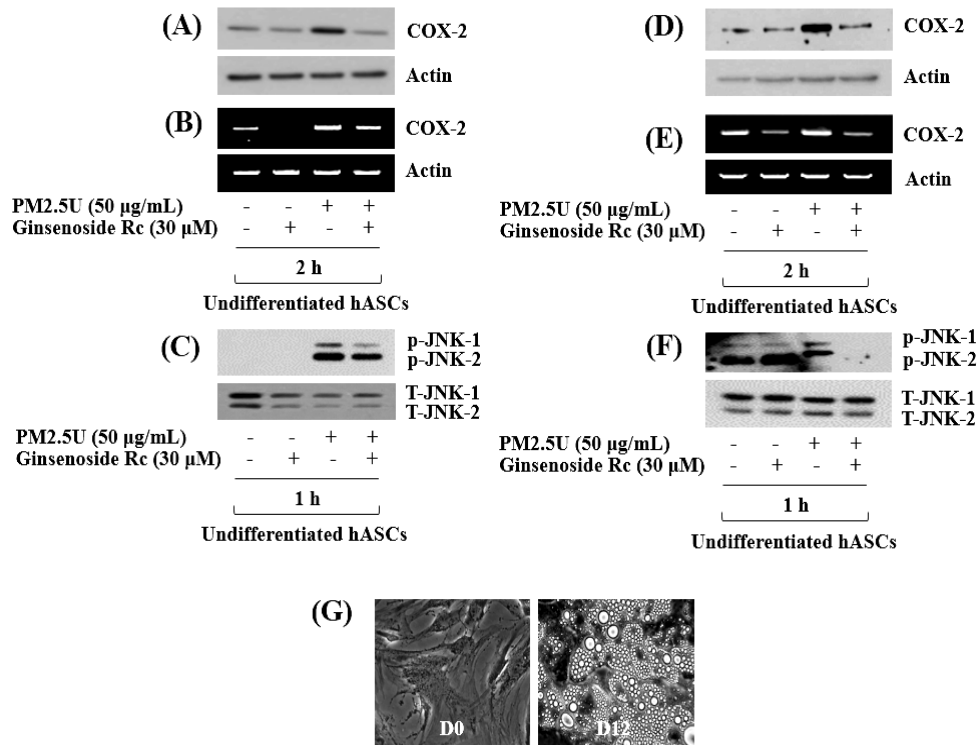 (A)
COX-2
Actin
(B)
COX-2
Actin
PM2.5U (50 μg/mL) - - + +
Ginsenoside Rc (30 μM) - + - +
2 h
Undifferentiated hASCs
(C)
p-JNK-1
p-JNK-2
T-JNK-1
T-JNK-2
PM2.5U (50 μg/mL) - - + +
Ginsenoside Rc (30 μM) - + - +
1 h
Undifferentiated hASCs
(D)
COX-2
Actin
(E)
COX-2
Actin
PM2.5U (50 μg/mL) - - + +
Ginsenoside Rc (30 μM) - + - +
2 h
Undifferentiated hASCs
(F)
p-JNK-1
p-JNK-2
T-JNK-1
T-JNK-2
PM2.5U (50 μg/mL) - - + +
Ginsenoside Rc (30 μM) - + - +
1 h
Undifferentiated hASCs
(G)
D0
D12